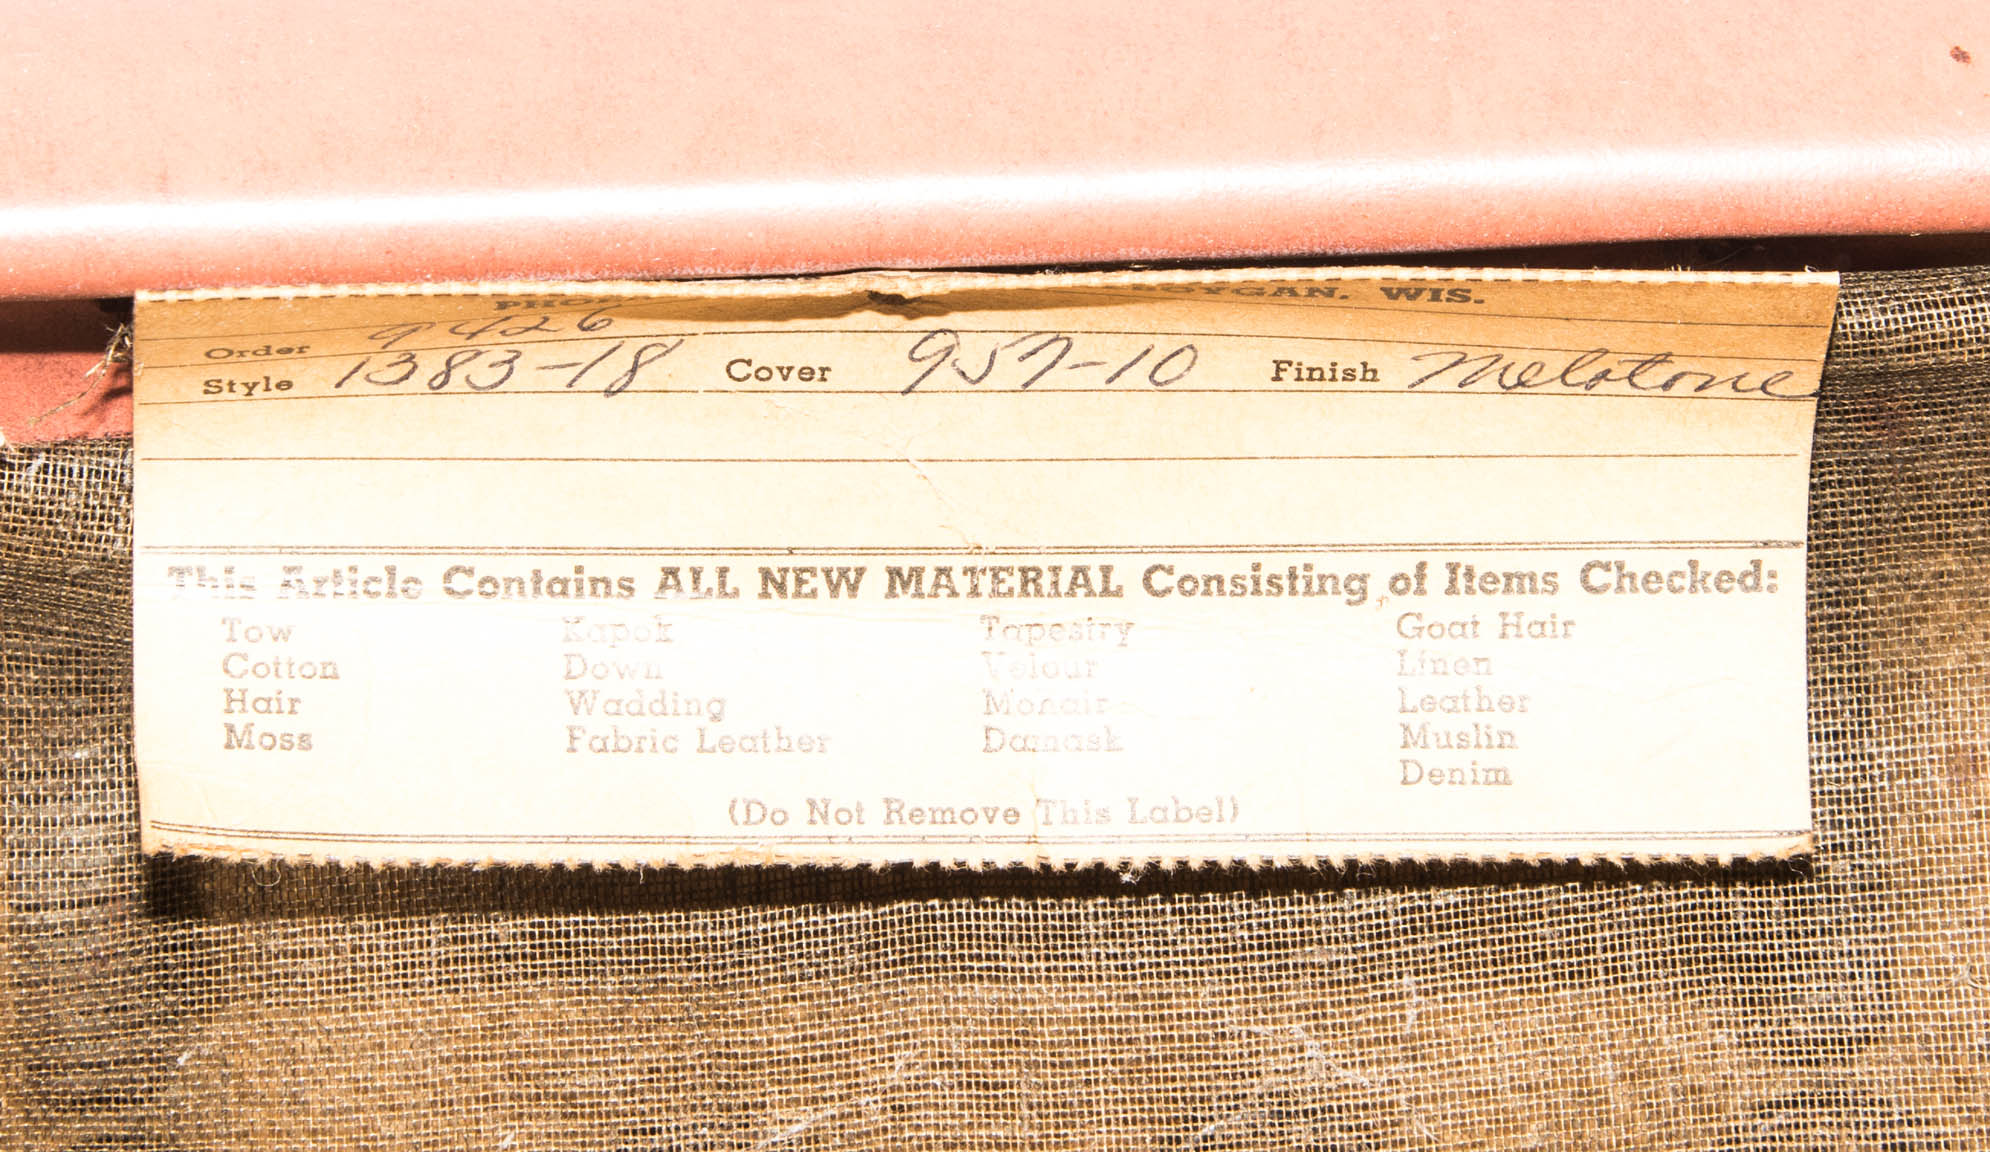 WIS.
Order 9426
Style 1383-18 Cover 957-10 Finish Melotone
This Article Contains ALL NEW MATERIAL Consisting of Items Checked:
Tow Kapok Tapestry Goat Hair
Cotton Down Velour Linen
Hair Wadding Mohair Leather
Moss Fabric Leather Damask Muslin
Denim
(Do Not Remove This Label)